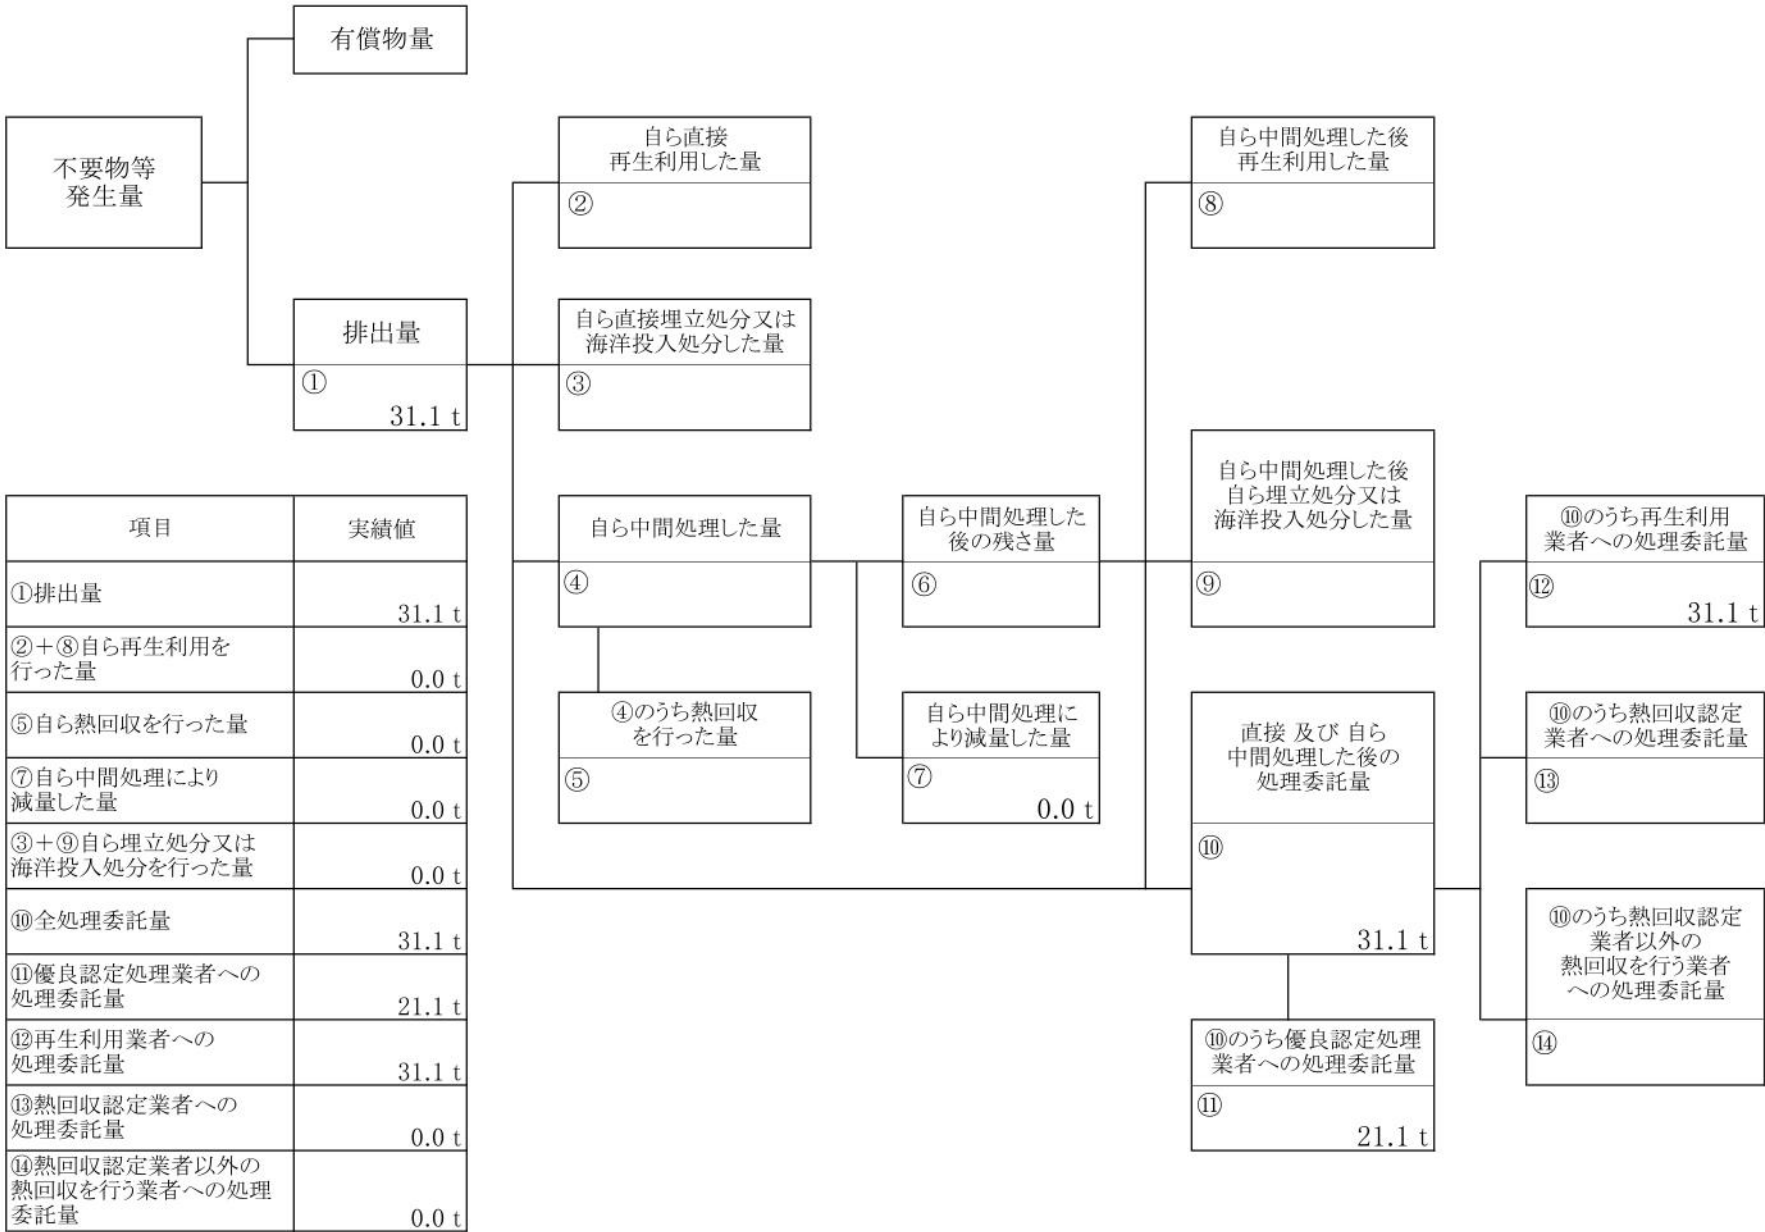 有償物量
不要物等
発生量
自ら直接
再生利用した量
②
自ら中間処理した後
再生利用した量
⑧
排出量
①
31.1 t
自ら直接埋立処分又は
海洋投入処分した量
③
自ら中間処理した量
④
自ら中間処理した
後の残さ量
⑥
自ら中間処理した後
自ら埋立処分又は
海洋投入処分した量
⑨
⑩のうち再生利用
業者への処理委託量
⑫
31.1 t
④のうち熱回収
を行った量
⑤
自ら中間処理に
より減量した量
⑦
0.0 t
直接 及び 自ら
中間処理した後の
処理委託量
⑩
31.1 t
⑩のうち熱回収認定
業者への処理委託量
⑬
⑩のうち熱回収認定
業者以外の
熱回収を行う業者
への処理委託量
⑭
⑩のうち優良認定処理
業者への処理委託量
⑪
21.1 t
項目 実績値
①排出量
31.1 t
②＋⑧自ら再生利用を
行った量
0.0 t
⑤自ら熱回収を行った量
0.0 t
⑦自ら中間処理により
減量した量
0.0 t
③＋⑨自ら埋立処分又は
海洋投入処分を行った量
0.0 t
⑩全処理委託量
31.1 t
⑪優良認定処理業者への
処理委託量
21.1 t
⑫再生利用業者への
処理委託量
31.1 t
⑬熱回収認定業者への
処理委託量
0.0 t
⑭熱回収認定業者以外の
熱回収を行う業者への処理
委託量
0.0 t